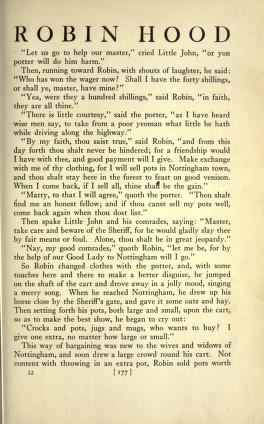 ROBIN HOOD
"Let us go to help our master," cried Little John, "or yon
potter will do him harm."
Then, running toward Robin, with shouts of laughter, he said:
"Who has won the wager now? Shall I have the forty shillings,
or shall ye, master, have mine?"
"Yea, were they a hundred shillings," said Robin, "in faith,
they are all thine."
"There is little courtesy," said the potter, "as I have heard
wise men say, to take from a poor yeoman what little he hath
while driving along the highway."
"By my faith, thou saist true," said Robin, "and from this
day forth thou shalt never be hindered; for a friendship would
I have with thee, and good payment will I give. Make exchange
with me of thy clothing, for I will sell pots in Nottingham town,
and thou shalt stay here in the forest to feast on good venison.
When I come back, if I sell all, thine shall be the gain."
"Marry, to that I will agree," quoth the potter. "Thou shalt
find me an honest fellow; and if thou canst sell my pots well,
come back again when thou dost list."
Then spake Little John and his comrades, saying: "Master,
take care and beware of the Sheriff, for he would gladly slay thee
by fair means or foul. Alone, thou shalt be in great jeopardy."
"Nay, my good comrades," quoth Robin, "let me be, for by
the help of our Good Lady to Nottingham will I go."
So Robin changed clothes with the potter, and, with some
touches here and there to make a better disguise, he jumped
on the shaft of the cart and drove away in a jolly mood, singing
a merry song. When he reached Nottingham, he drew up his
horse close by the Sheriff's gate, and gave it some oats and hay.
Then setting forth his pots, both large and small, upon the cart,
so as to make the best show, he began to cry out:
"Crocks and pots, jugs and mugs, who wants to buy? I
give one extra, no matter how large or small."
This way of bargaining was new to the wives and widows of
Nottingham, and soon drew a large crowd round his cart. Not
content with throwing in an extra pot, Robin sold pots worth
12 [177]